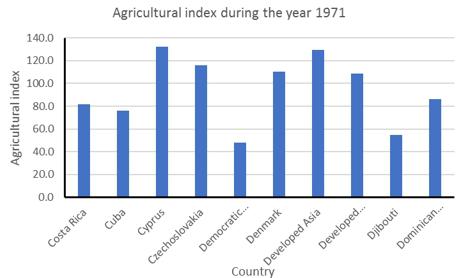 Agricultural index during the year 1971
Agricultural index
140.0
120.0
100.0
80.0
60.0
40.0
20.0
0.0
Costa Rica
Cuba
Cyprus
Czechoslovakia
Democratic...
Denmark
Developed Asia
Developed...
Djibouti
Dominican...
Country